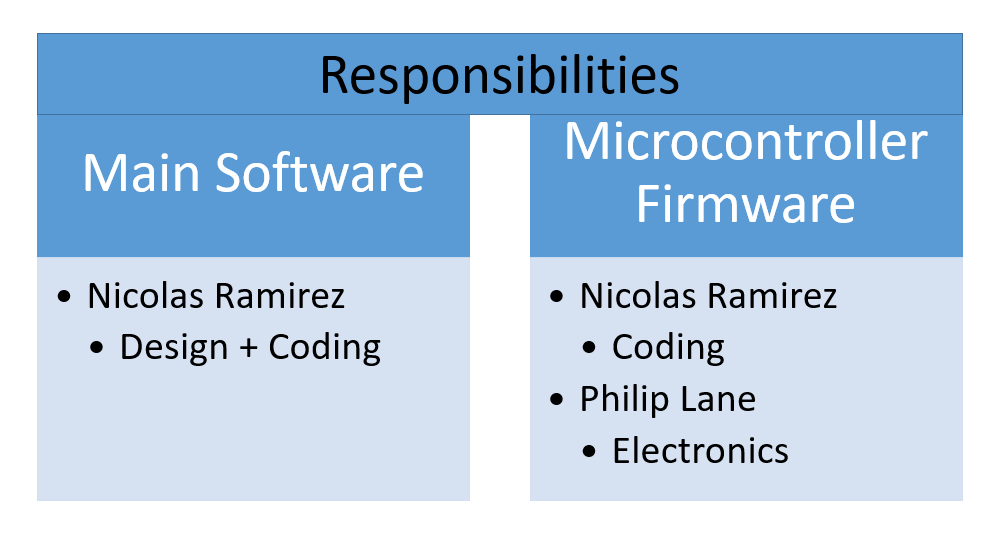 Responsibilities
Main Software
• Nicolas Ramirez
• Design + Coding
Microcontroller
Firmware
• Nicolas Ramirez
• Coding
• Philip Lane
• Electronics